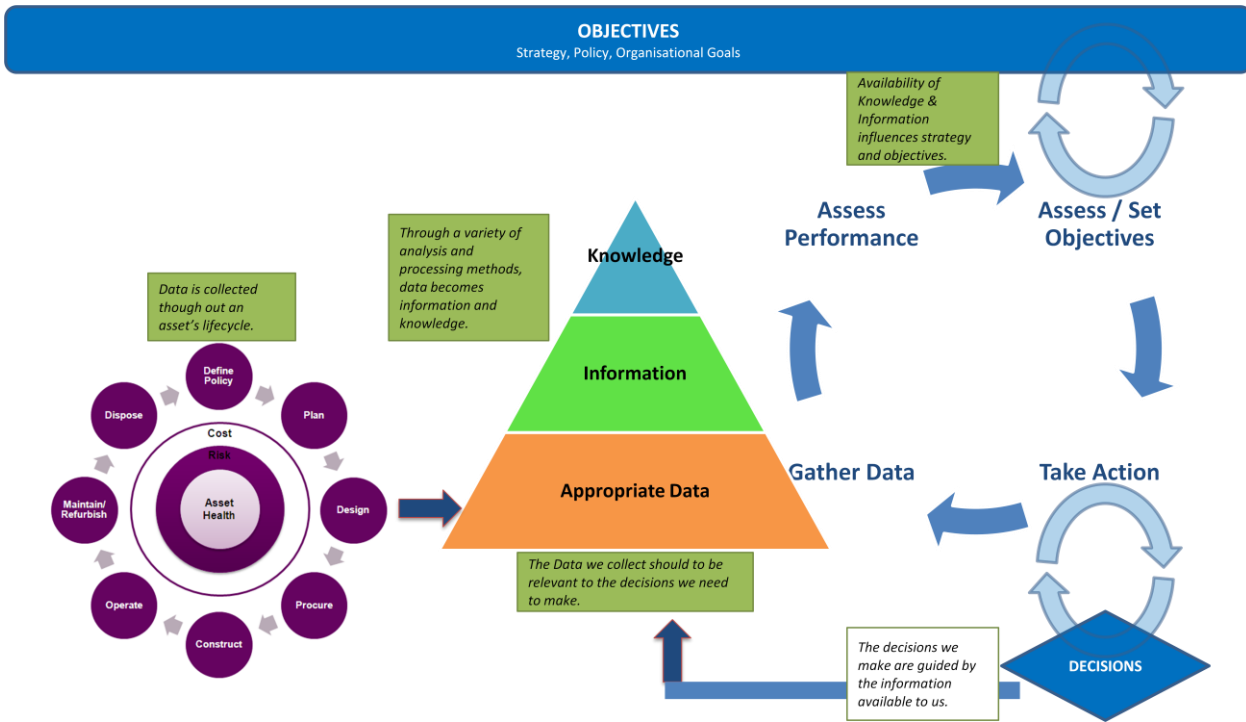 OBJECTIVES
Strategy, Policy, Organisational Goals
Availability of
Knowledge &
Information
influences strategy
and objectives.
Assess
Performance
Assess / Set
Objectives
Through a variety of
analysis and
processing methods,
data becomes
information and
knowledge.
Knowledge
Data is collected
though out an
asset's lifecycle.
Define
Policy
Plan
Design
Procure
Construct
Operate
Maintain/
Refurbish
Dispose
Cost
Risk
Asset
Health
Information
Appropriate Data
Gather Data
Take Action
The Data we collect should to be
relevant to the decisions we need
to make.
The decisions we
make are guided by
the information
available to us.
DECISIONS